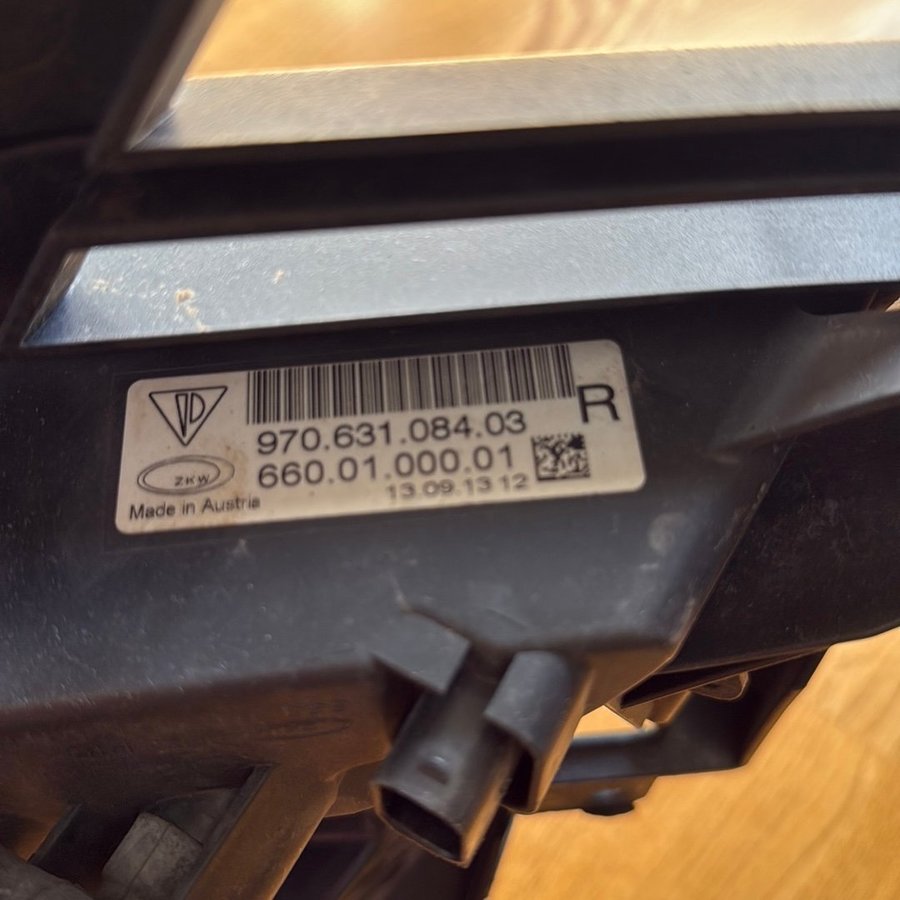 970.631.084.03
R
660.01.000.01
ZKW
13.09.13 12
Made in Austria